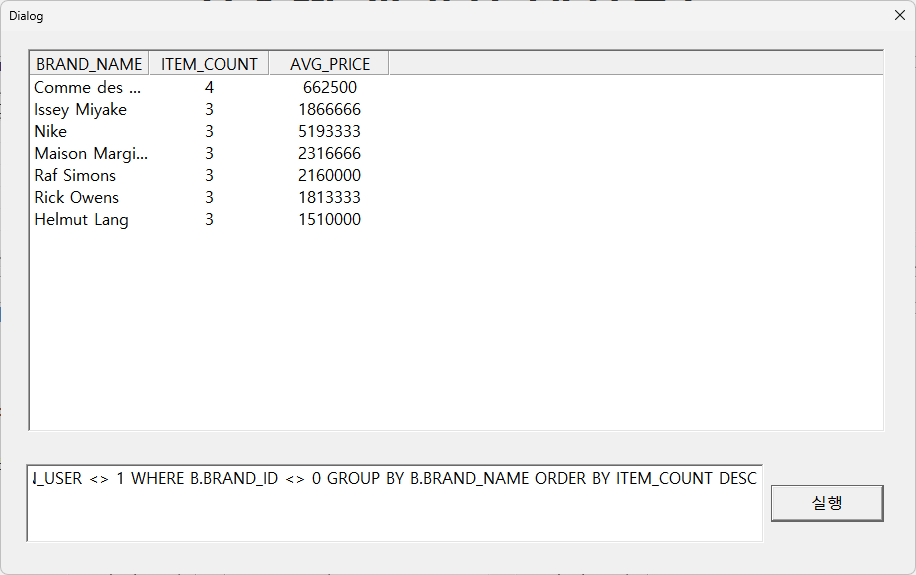 Dialog
BRAND_NAME ITEM_COUNT AVG_PRICE
Comme des ... 4 662500
Issey Miyake 3 1866666
Nike 3 5193333
Maison Margi... 3 2316666
Raf Simons 3 2160000
Rick Owens 3 1813333
Helmut Lang 3 1510000
_USER <> 1 WHERE B.BRAND_ID <> 0 GROUP BY B.BRAND_NAME ORDER BY ITEM_COUNT DESC
실행